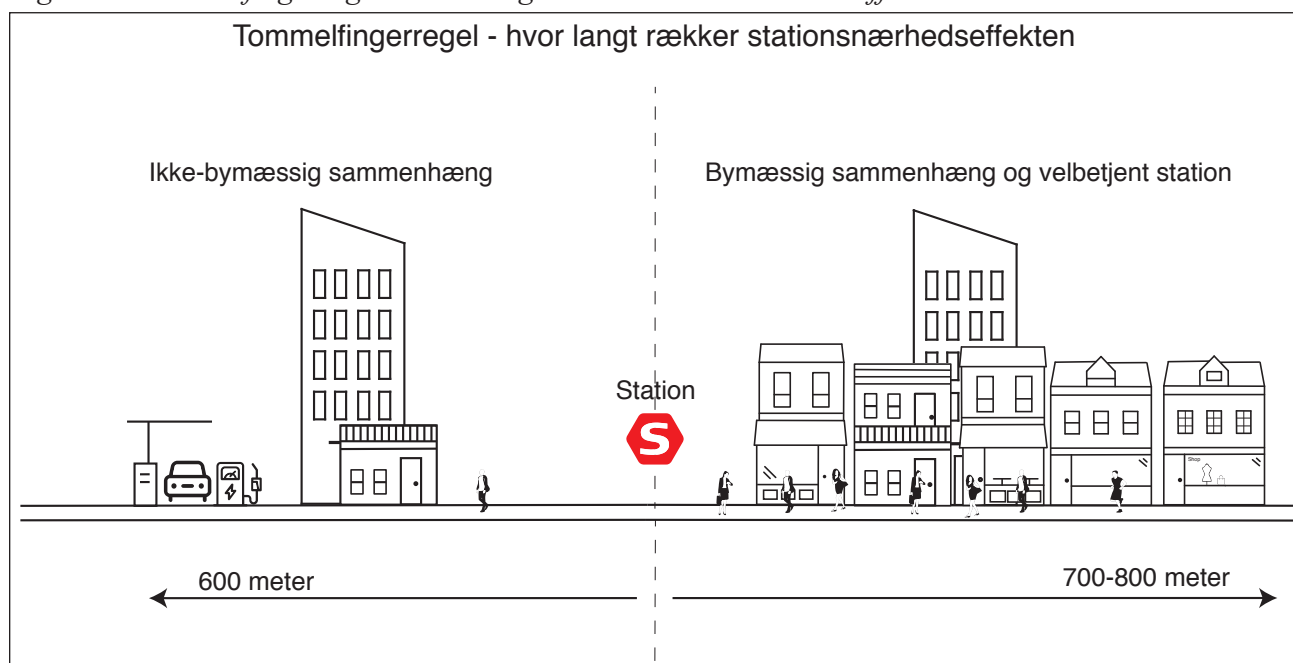 Tommelfingerregel - hvor langt rækker stationsnærhedseffekten
Ikke-bymæssig sammenhæng
Bymæssig sammenhæng og velbetjent station
Station
S
Shop
600 meter
700-800 meter